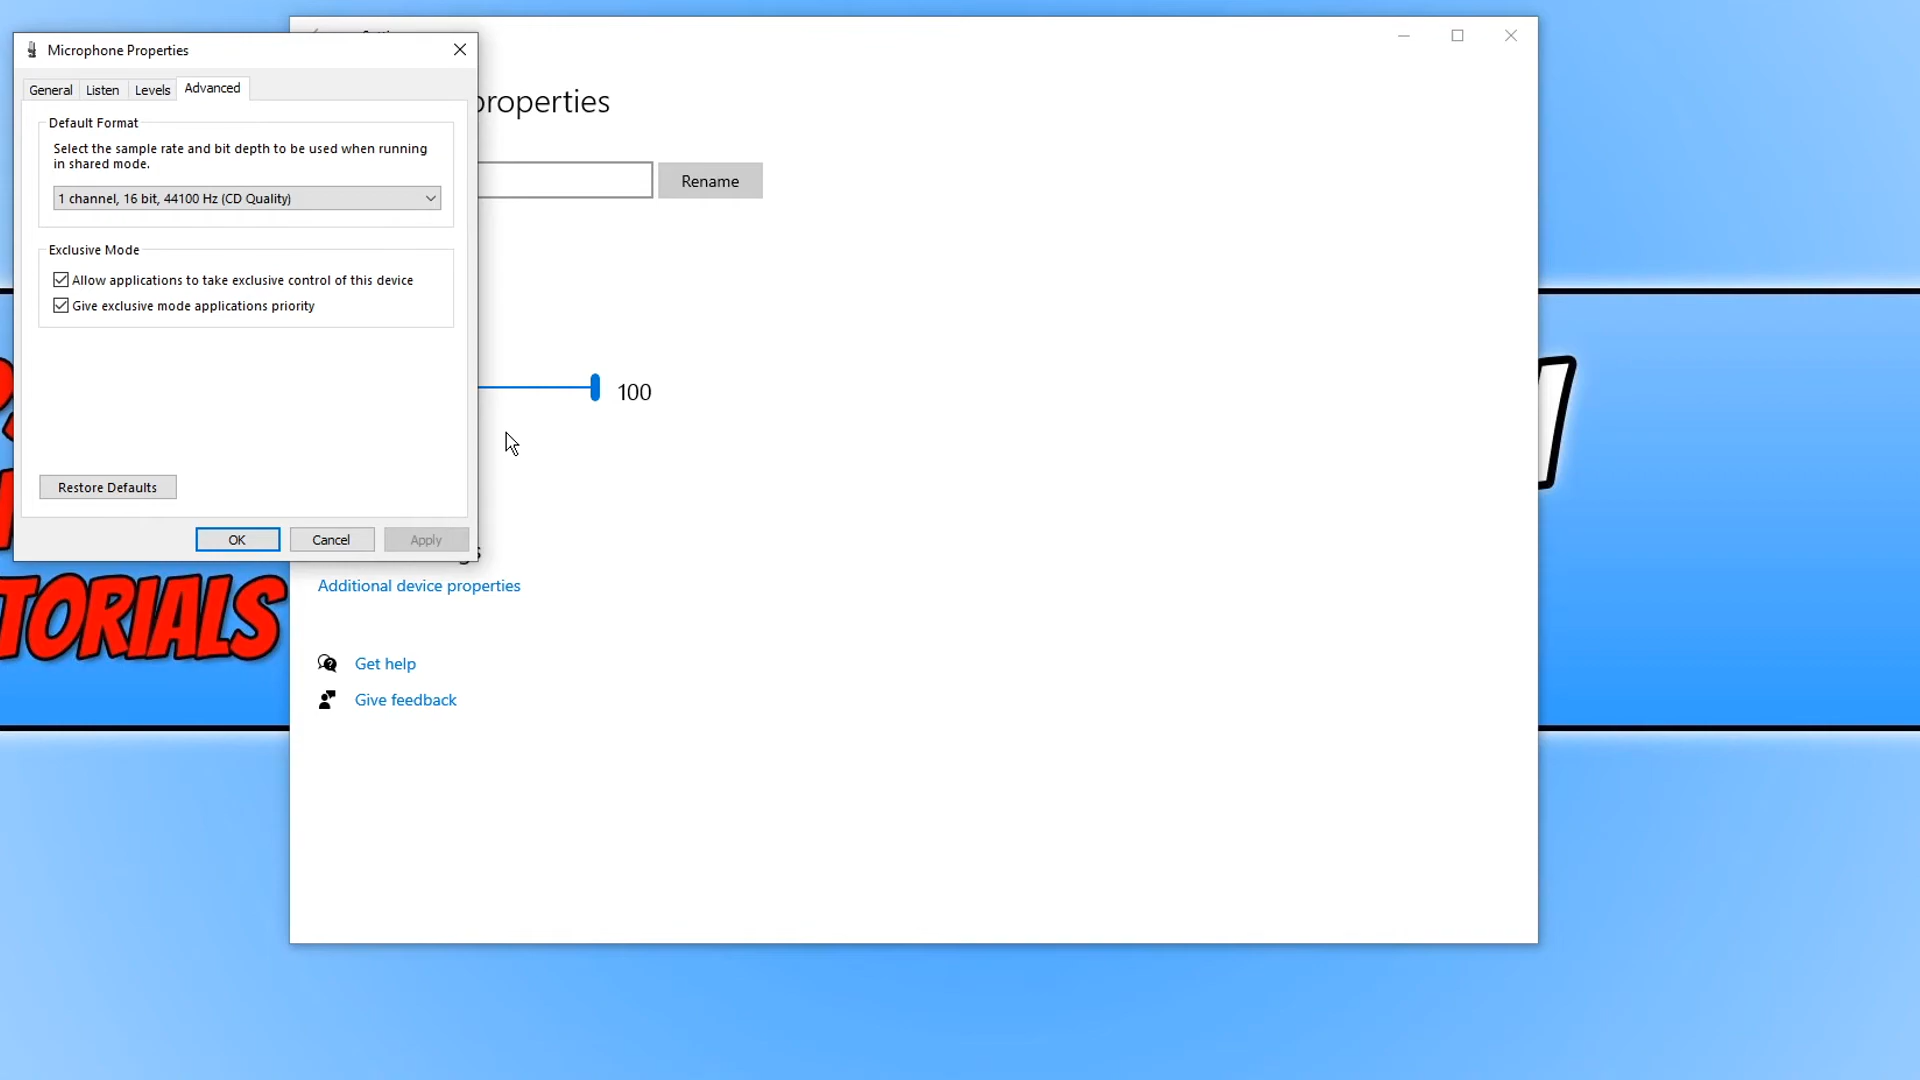 Microphone Properties
General
Listen
Levels
Advanced
Default Format
Select the sample rate and bit depth to be used when running
in shared mode.
1 channel, 16 bit, 44100 Hz (CD Quality)
Exclusive Mode
Allow applications to take exclusive control of this device
Give exclusive mode applications priority
Restore Defaults
OK
Cancel
Apply
properties
Rename
100
Additional device properties
Get help
Give feedback
TORIALS